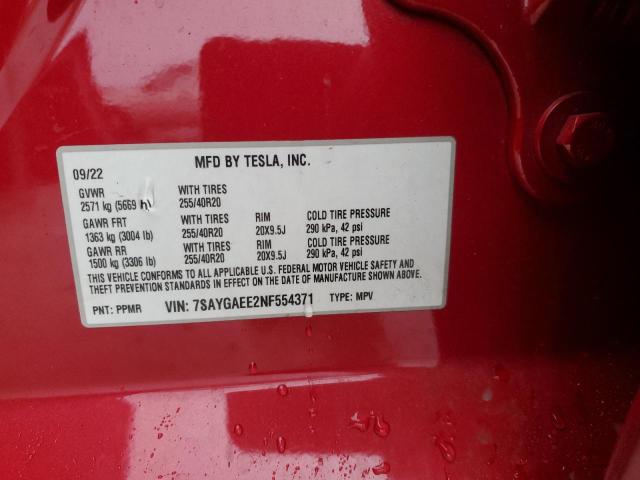 MFD BY TESLA, INC.
09/22
GVWR WITH TIRES
2571 kg (5669 lb) 255/40R20
GAWR FRT WITH TIRES RIM COLD TIRE PRESSURE
1363 kg (3004 lb) 255/40R20 20X9.5J 290 kPa, 42 psi
GAWR RR WITH TIRES RIM COLD TIRE PRESSURE
1500 kg (3306 lb) 255/40R20 20X9.5J 290 kPa, 42 psi
THIS VEHICLE CONFORMS TO ALL APPLICABLE U.S. FEDERAL MOTOR VEHICLE SAFETY AND
THEFT PREVENTION STANDARDS IN EFFECT ON THE DATE OF MANUFACTURE SHOWN ABOVE.
PNT: PPMR VIN: 7SAYGAEE2NF554371 TYPE: MPV